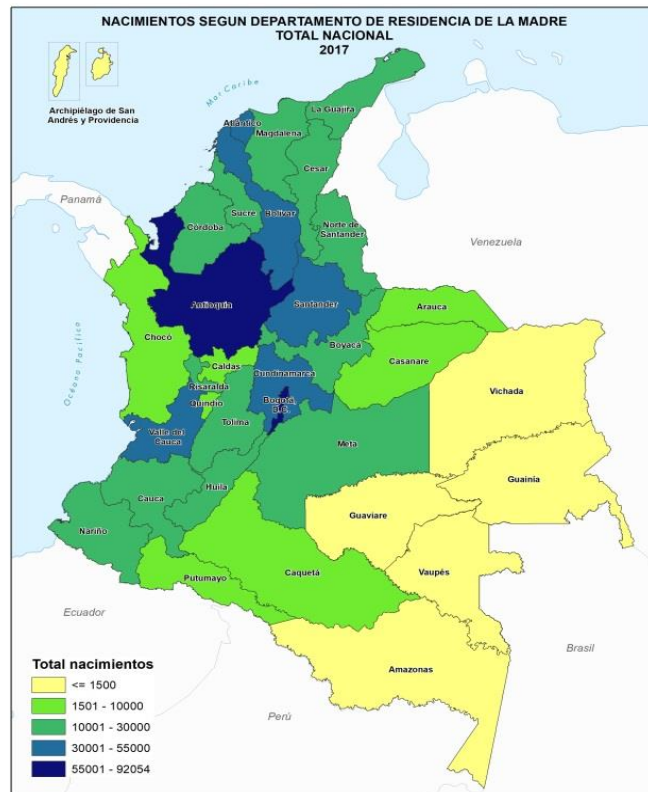 NACIMIENTOS SEGUN DEPARTAMENTO DE RESIDENCIA DE LA MADRE
TOTAL NACIONAL
2017
Archipiélago de San
Andrés y Providencia
Mar Caribe
La Guajira
Atlántico
Magdalena
Cesar
Panamá
Córdoba
Sucre
Bolívar
Norte de
Santander
Venezuela
Antioquia
Santander
Arauca
Chocó
Boyacá
Casanare
Océano Pacífico
Caldas
Cundinamarca
Risaralda
Vichada
Quindío
Bogotá,
D.C.
Valle del
Cauca
Tolima
Meta
Guainía
Huila
Cauca
Guaviare
Nariño
Vaupés
Caquetá
Putumayo
Ecuador
Brasil
Amazonas
Perú
Total nacimientos
<= 1500
1501 - 10000
10001 - 30000
30001 - 55000
55001 - 92054